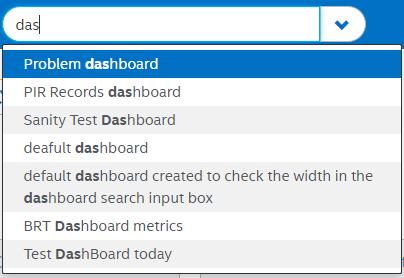 das
Problem dashboard
PIR Records dashboard
Sanity Test Dashboard
deafult dashboard
default dashboard created to check the width in the
dashboard search input box
BRT Dashboard metrics
Test DashBoard today